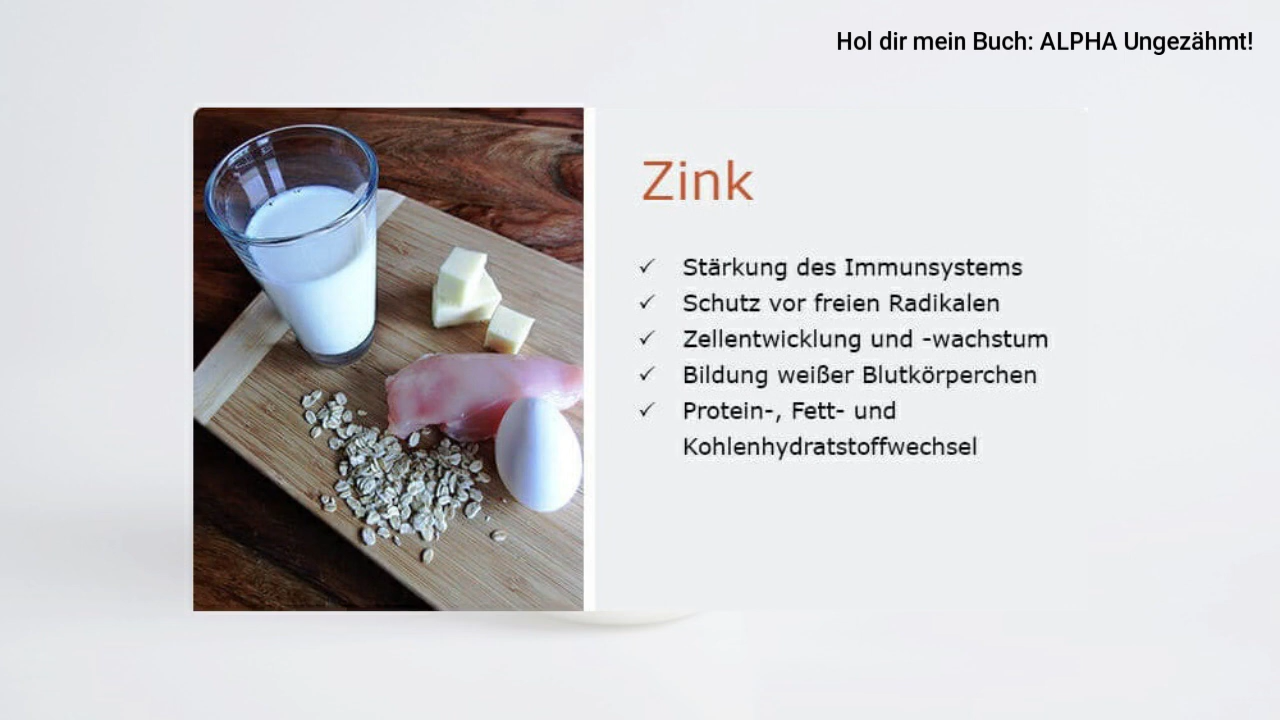 Hol dir mein Buch: ALPHA Ungezähmt!
Zink
✓ Stärkung des Immunsystems
✓ Schutz vor freien Radikalen
✓ Zellentwicklung und -wachstum
✓ Bildung weißer Blutkörperchen
✓ Protein-, Fett- und
Kohlenhydratstoffwechsel